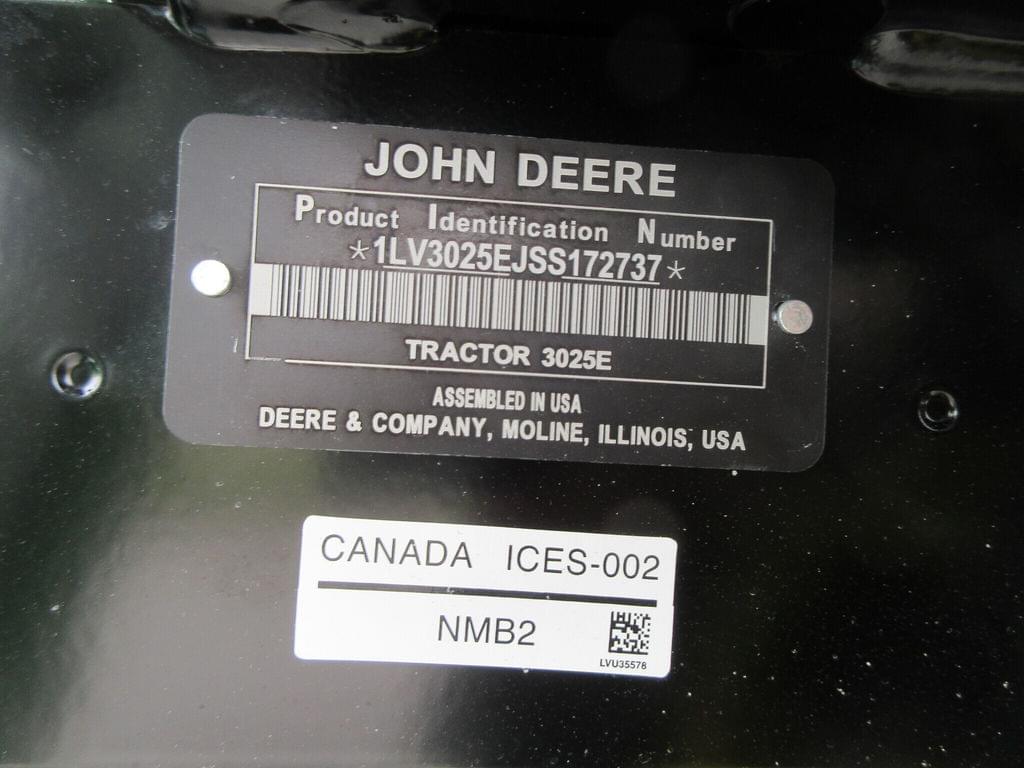 JOHN DEERE
Product Identification Number
*1LV3025EJSS172737*
TRACTOR 3025E
ASSEMBLED IN USA
DEERE & COMPANY, MOLINE, ILLINOIS, USA
CANADA ICES-002
NMB2
LVU35578